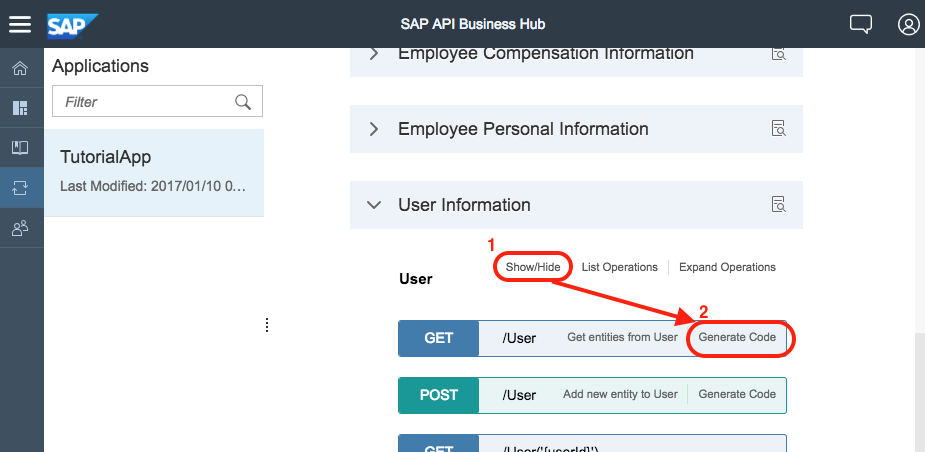 SAP
SAP API Business Hub
Applications
Filter
TutorialApp
Last Modified: 2017/01/10 0...
Employee Compensation Information
Employee Personal Information
User Information
1
Show/Hide
List Operations
Expand Operations
User
2
GET /User Get entities from User Generate Code
POST /User Add new entity to User Generate Code
GET /User('{userId}')